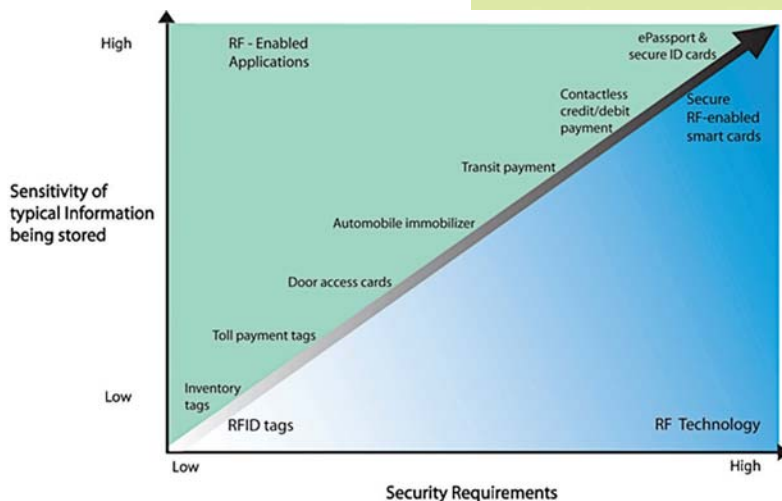 High
RF - Enabled
Applications
ePassport &
secure ID cards
Contactless
credit/debit
payment
Secure
RF-enabled
smart cards
Transit payment
Sensitivity of
typical Information
being stored
Automobile immobilizer
Door access cards
Toll payment tags
Inventory
tags
Low
RFID tags
RF Technology
Low
High
Security Requirements